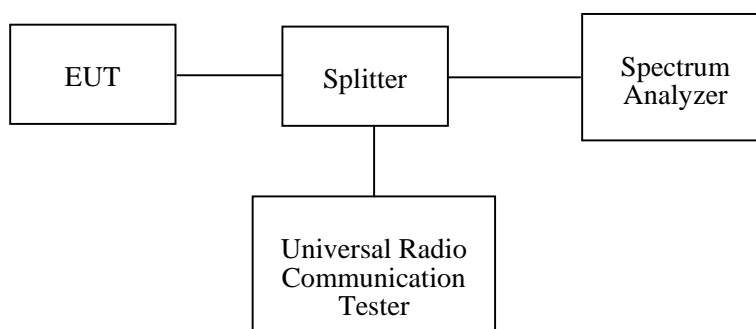 EUT
Splitter
Spectrum
Analyzer
Universal Radio
Communication
Tester